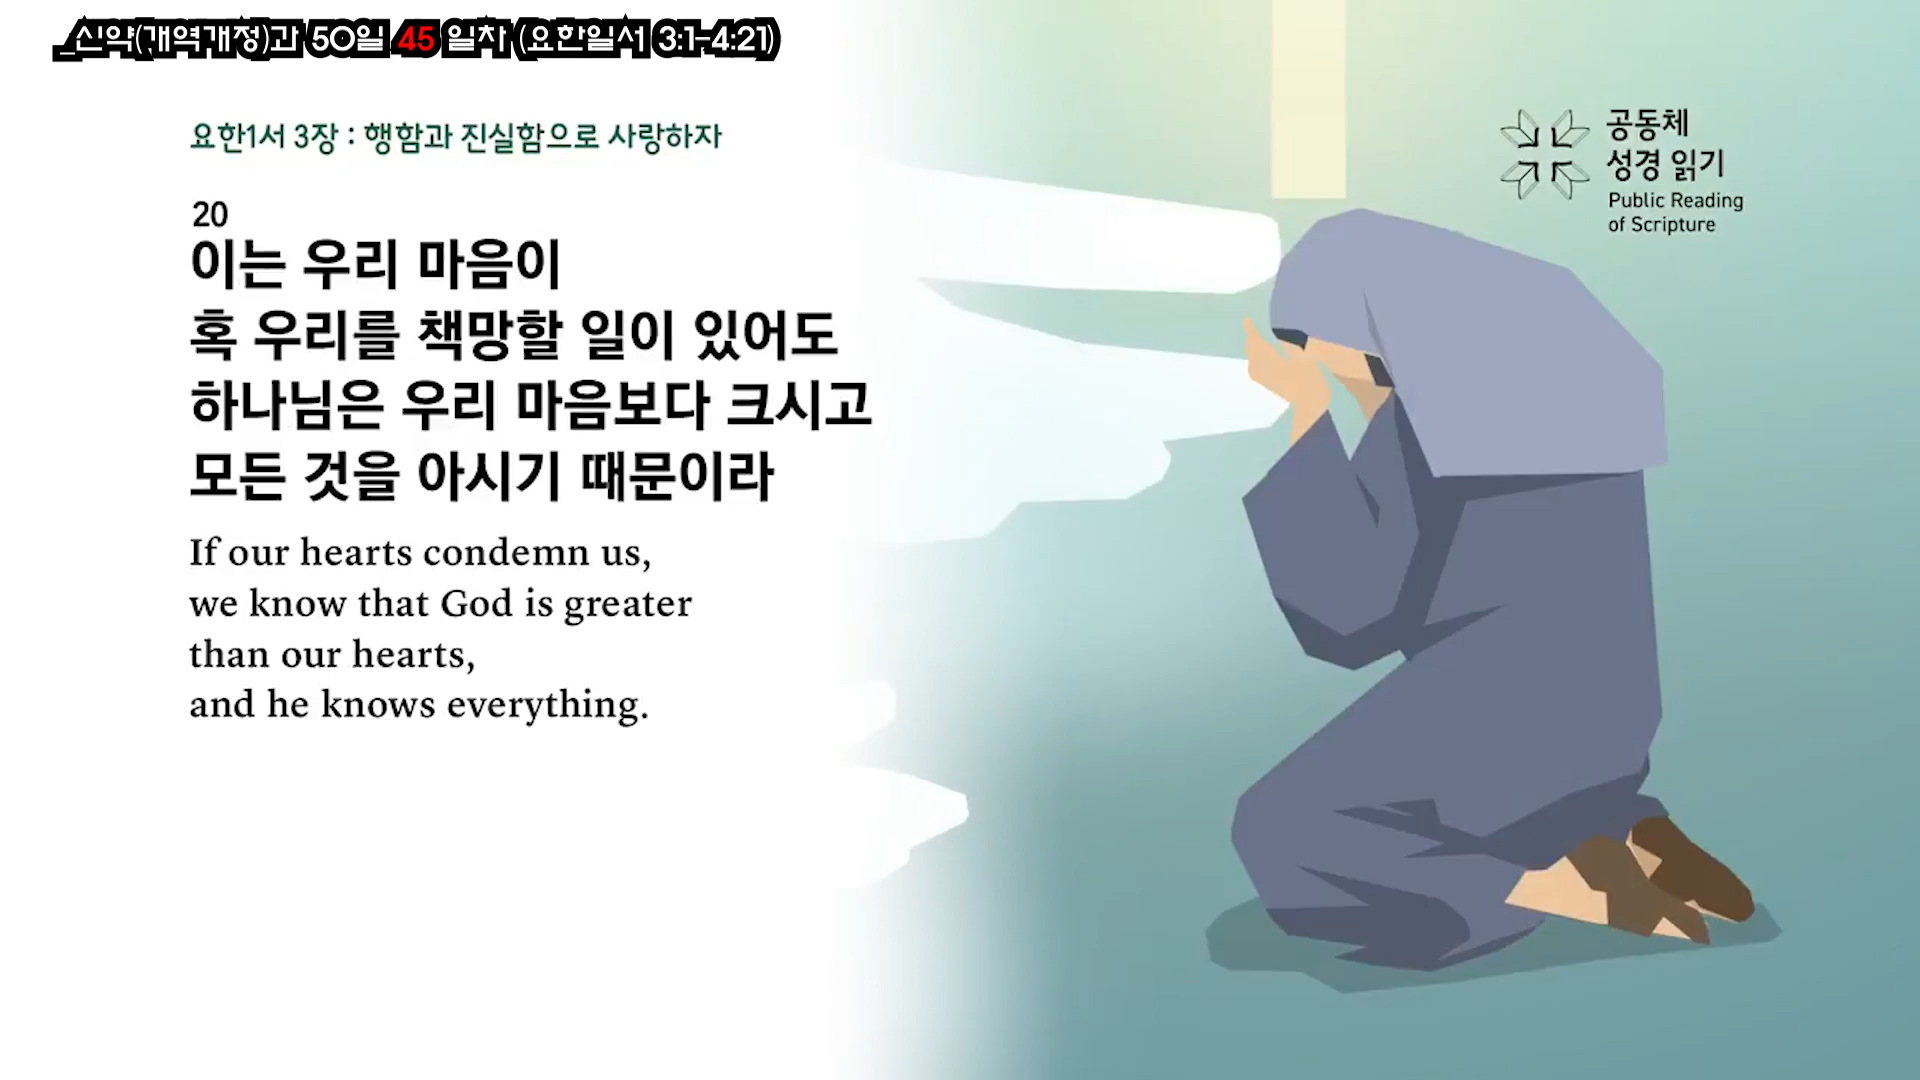 _신약(개역개정)과 50일 45 일차 (요한일서 3:1-4:21)
요한1서 3장 : 행함과 진실함으로 사랑하자
20
이는 우리 마음이
혹 우리를 책망할 일이 있어도
하나님은 우리 마음보다 크시고
모든 것을 아시기 때문이라
If our hearts condemn us,
we know that God is greater
than our hearts,
and he knows everything.
공동체
성경 읽기
Public Reading
of Scripture